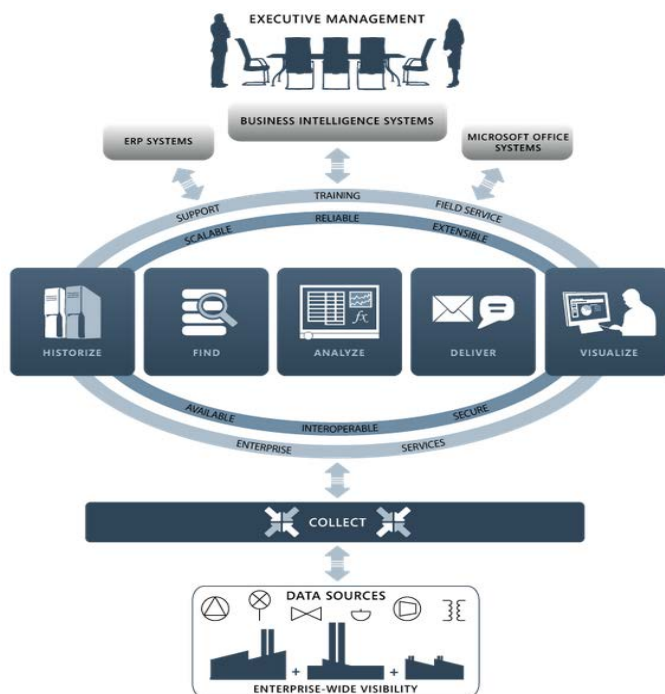 EXECUTIVE MANAGEMENT
BUSINESS INTELLIGENCE SYSTEMS
ERP SYSTEMS
MICROSOFT OFFICE
SYSTEMS
SUPPORT
TRAINING
FIELD SERVICE
SCALABLE
RELIABLE
EXTENSIBLE
HISTORIZE
FIND
fx
ANALYZE
DELIVER
VISUALIZE
AVAILABLE
INTEROPERABLE
SECURE
ENTERPRISE
SERVICES
COLLECT
DATA SOURCES
+ +
ENTERPRISE-WIDE VISIBILITY